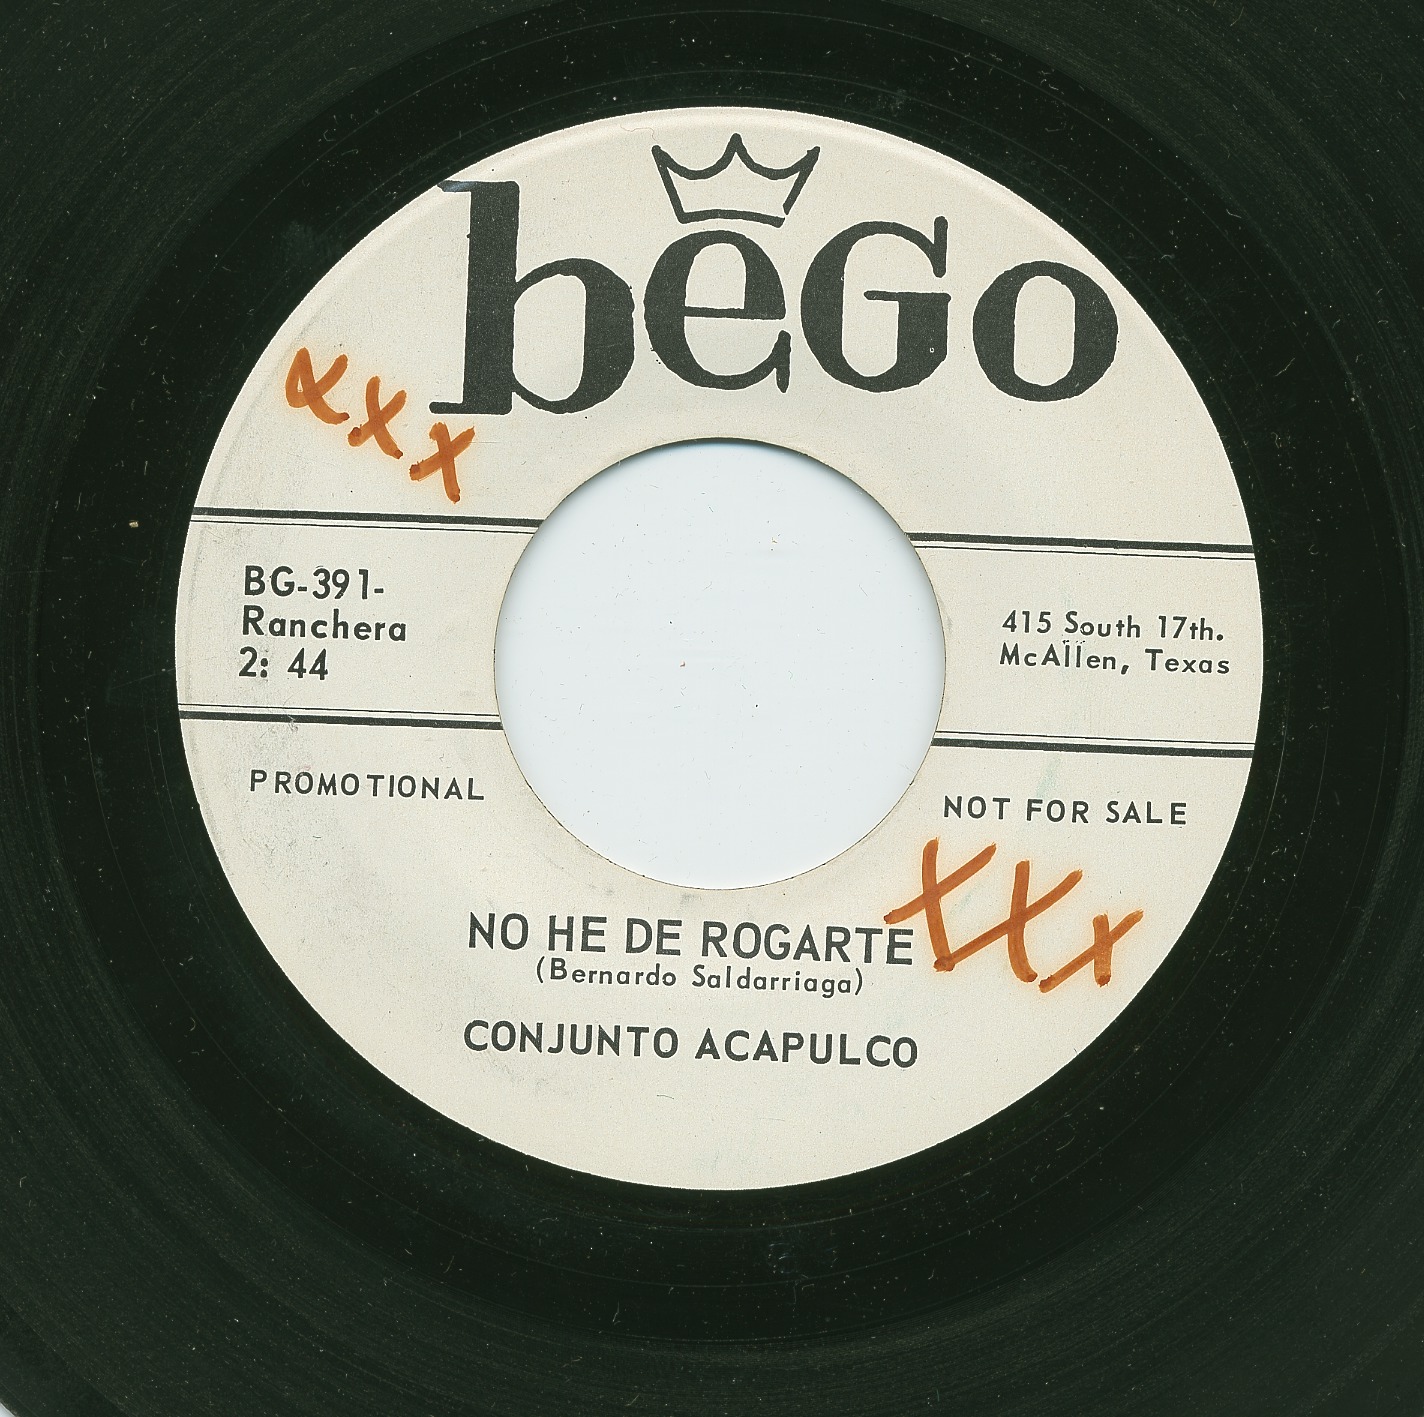 beGo
xxx
BG-391-
Ranchera
2: 44
415 South 17th.
McAllen, Texas
PROMOTIONAL
NOT FOR SALE
NO HE DE ROGARTE
(Bernardo Saldarriaga)
xxx
CONJUNTO ACAPULCO